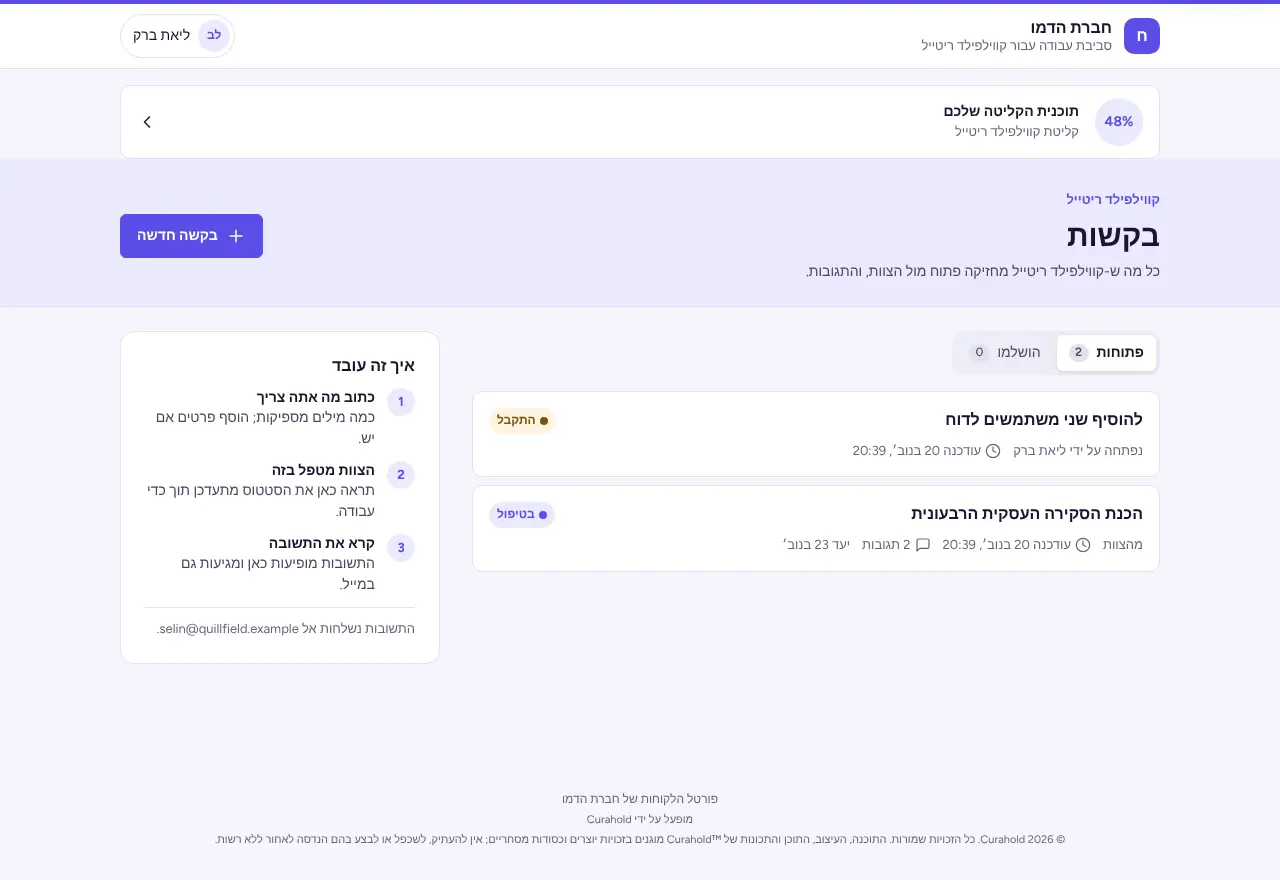 ח
חברת הדמו
סביבת עבודה עבור קווילפילד ריטייל
לב
ליאת ברק
48%
תוכנית הקליטה שלכם
קליטת קווילפילד ריטייל
קווילפילד ריטייל
בקשות
כל מה ש-קווילפילד ריטייל מחזיקה פתוח מול הצוות, והתגובות.
בקשה חדשה
פתוחות 2
הושלמו 0
להוסיף שני משתמשים לדוח
התקבל
נפתחה על ידי ליאת ברק
עודכנה 20 בנוב׳, 20:39
הכנת הסקירה העסקית הרבעונית
בטיפול
מהצוות
עודכנה 20 בנוב׳, 20:39
2 תגובות
יעד 23 בנוב׳
איך זה עובד
1
כתוב מה אתה צריך
כמה מילים מספיקות; הוסף פרטים אם
יש.
2
הצוות מטפל בזה
תראה כאן את הסטטוס מתעדכן תוך כדי
עבודה.
3
קרא את התשובה
התשובות מופיעות כאן ומגיעות גם
במייל.
התשובות נשלחות אל selin@quillfield.example.
פורטל הלקוחות של חברת הדמו
מופעל על ידי Curahold
© 2026 Curahold. כל הזכויות שמורות. התוכנה, העיצוב, התוכן והתכונות של Curahold™ מוגנים בזכויות יוצרים וכסודות מסחריים; אין להעתיק, לשכפל או לבצע בהם הנדסה לאחור ללא רשות.